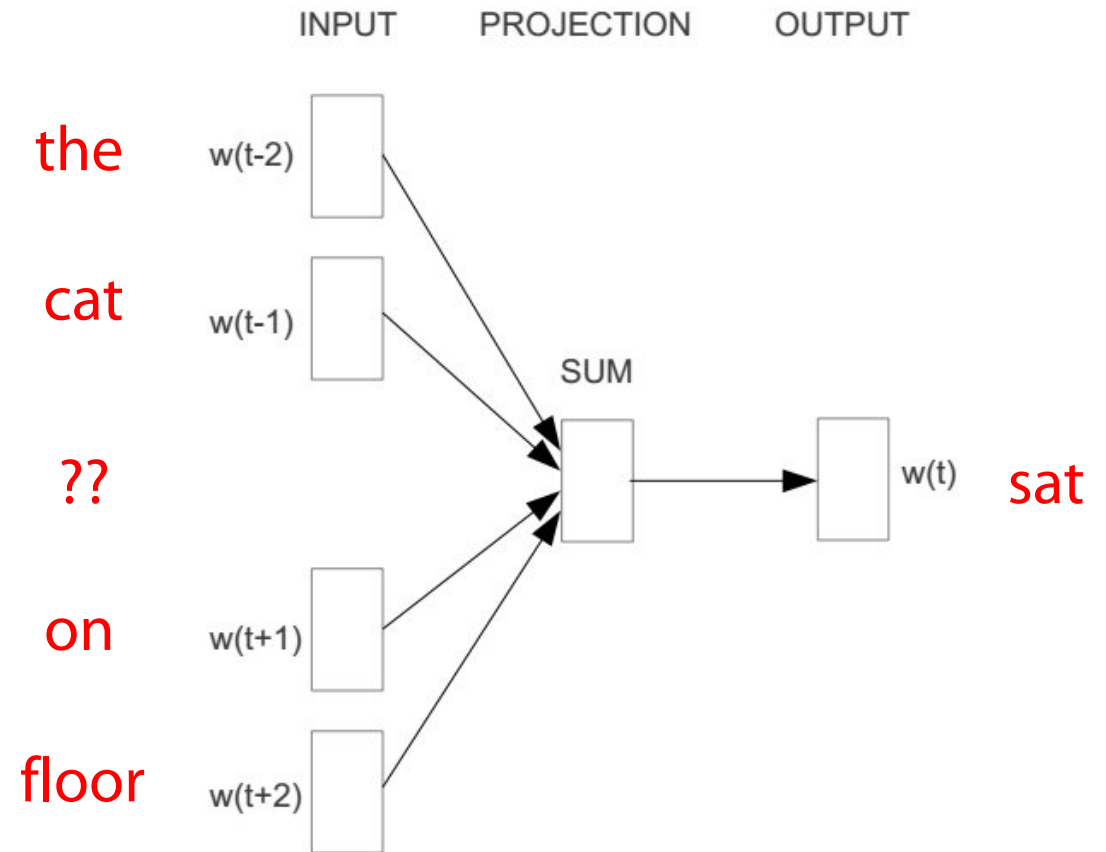 INPUT PROJECTION OUTPUT
the w(t-2)
cat w(t-1)
SUM
?? w(t) sat
on w(t+1)
floor w(t+2)